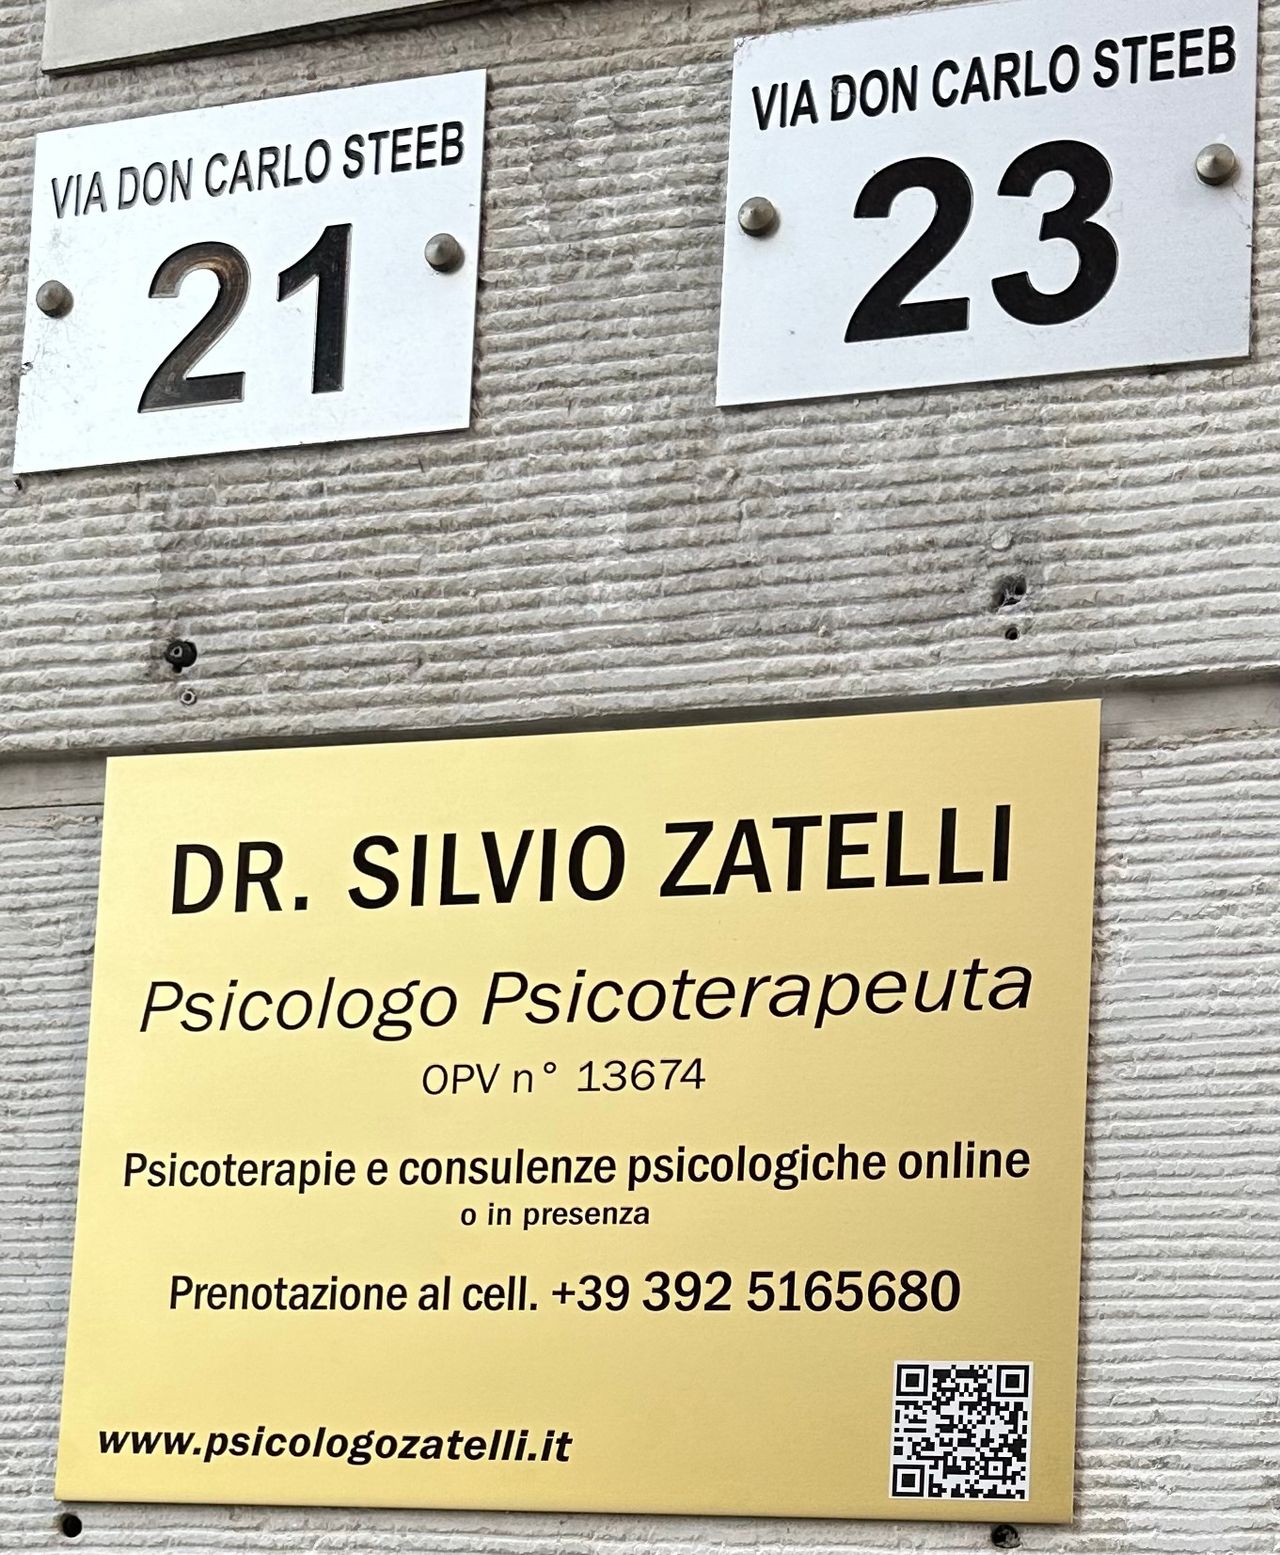 VIA DON CARLO STEEB
21
VIA DON CARLO STEEB
23
DR. SILVIO ZATELLI
Psicologo Psicoterapeuta
OPV n° 13674
Psicoterapie e consulenze psicologiche online
o in presenza
Prenotazione al cell. +39 392 5165680
www.psicologozatelli.it